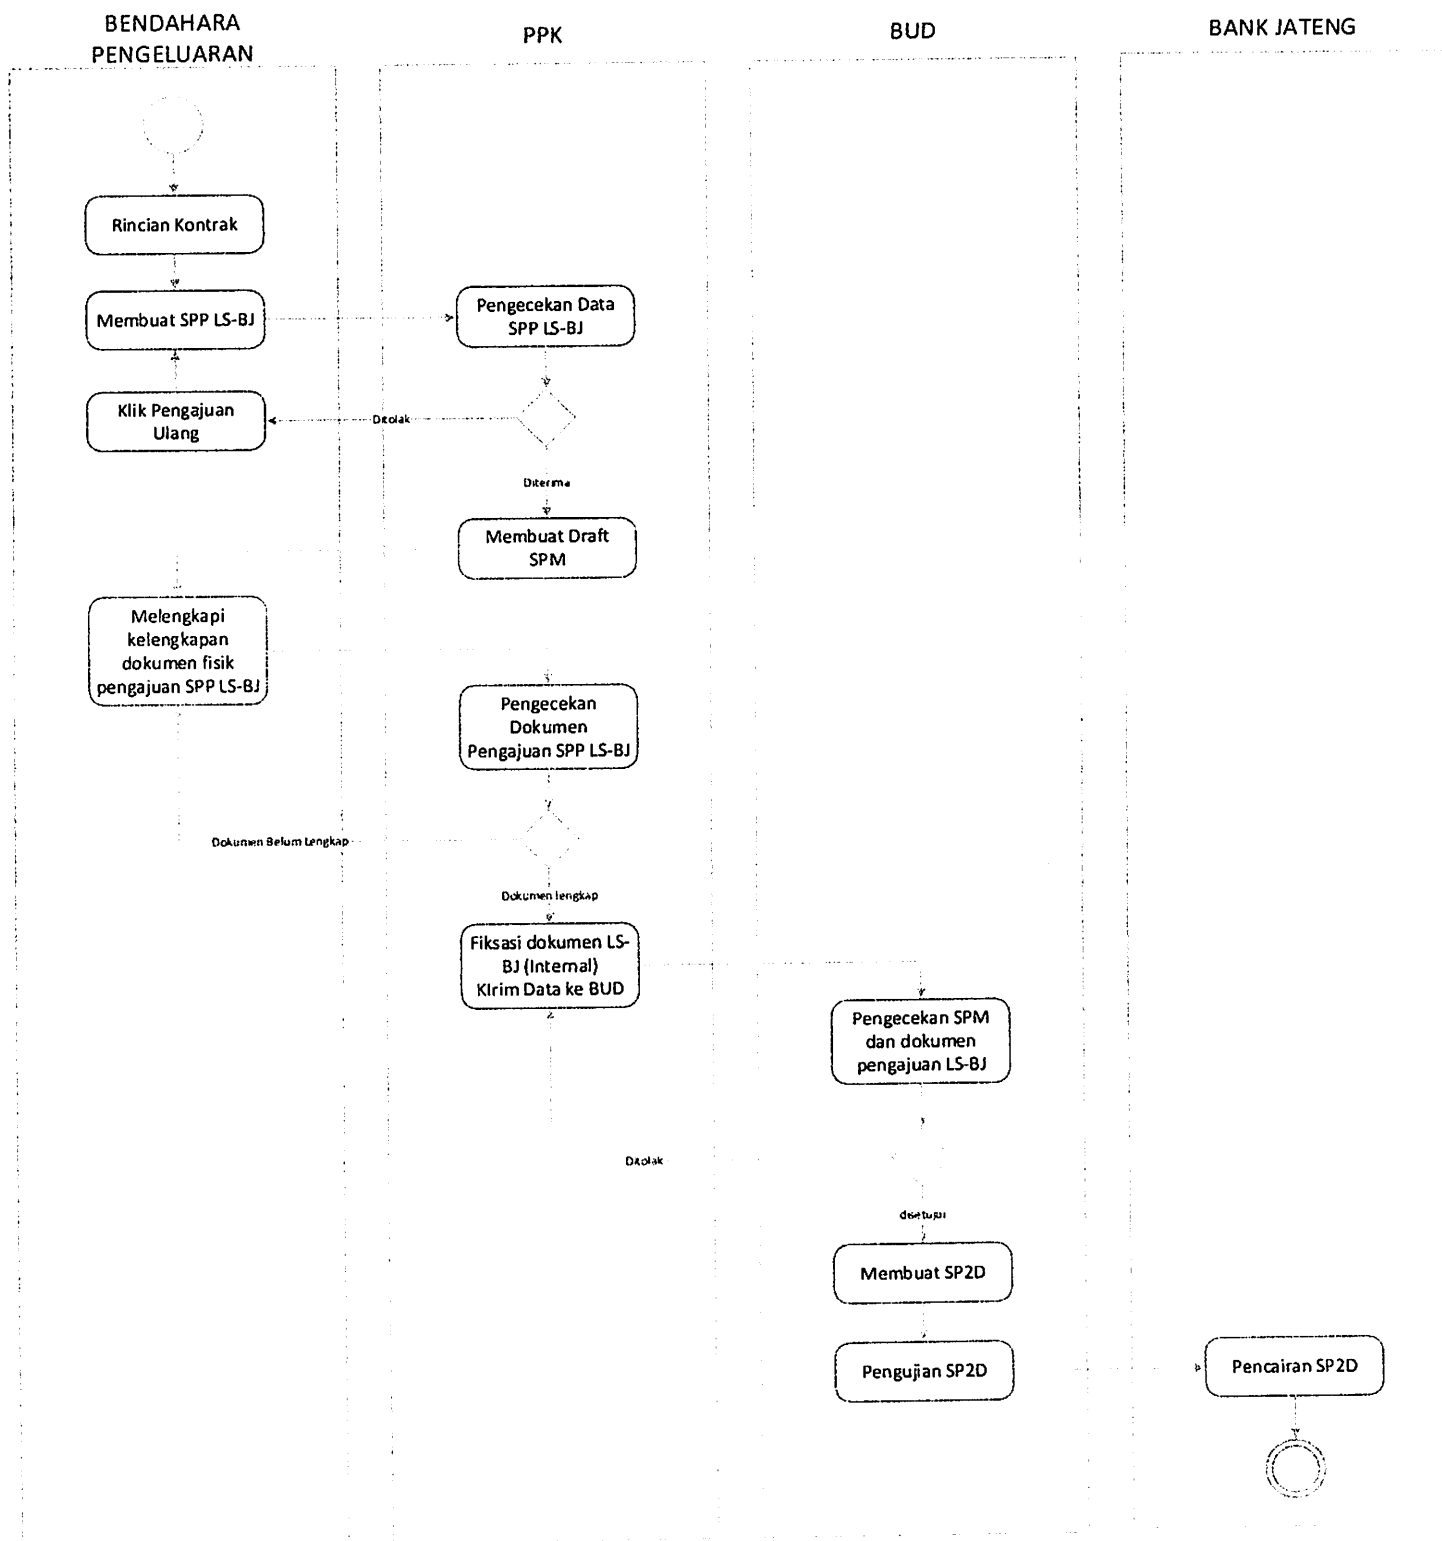 BENDAHARA
PENGELUARAN
PPK
BUD
BANK JATENG
Rincian Kontrak
Membuat SPP LS-BJ
Pengecekan Data
SPP LS-BJ
Klik Pengajuan
Ulang
Ditolak
Diterima
Membuat Draft
SPM
Melengkapi
kelengkapan
dokumen fisik
pengajuan SPP LS-BJ
Pengecekan
Dokumen
Pengajuan SPP LS-BJ
Dokumen Belum Lengkap
Dokumen lengkap
Fiksasi dokumen LS-
BJ (Internal)
KIrim Data ke BUD
Pengecekan SPM
dan dokumen
pengajuan LS-BJ
Ditolak
disetujui
Membuat SP2D
Pengujian SP2D
Pencairan SP2D